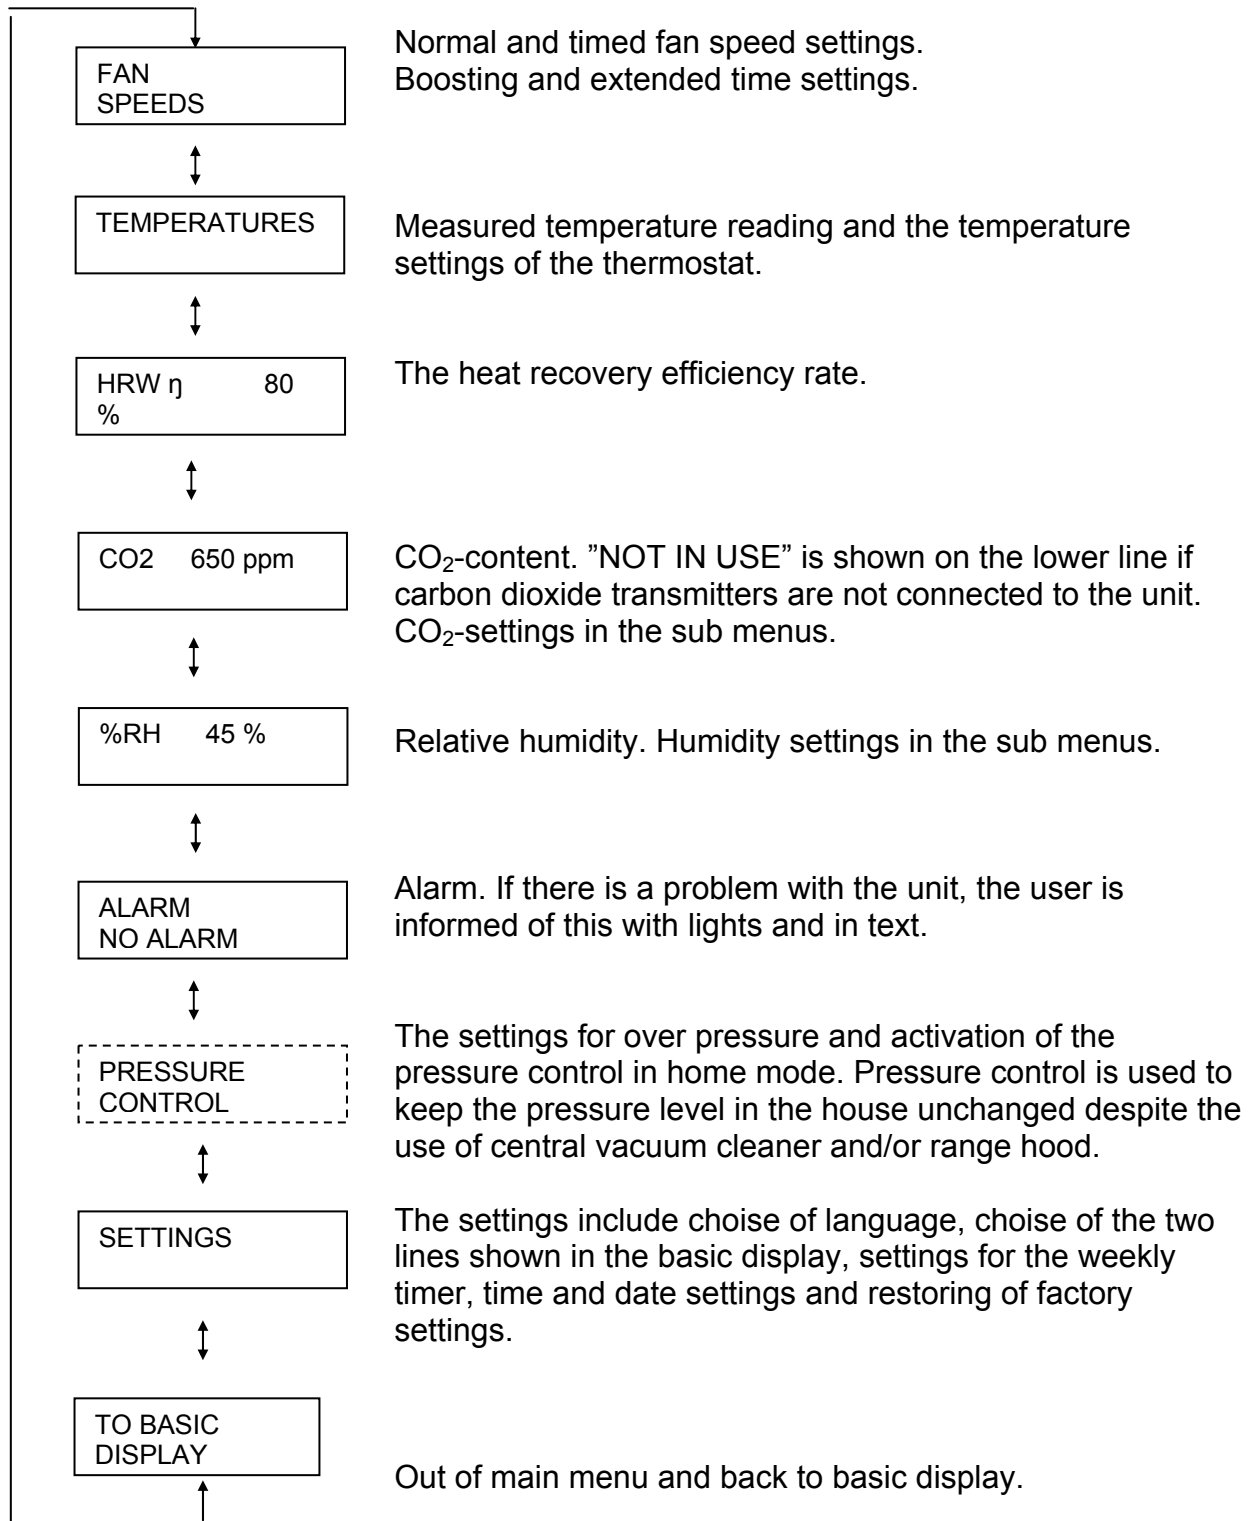 Normal and timed fan speed settings.
Boosting and extended time settings.
FAN
SPEEDS
TEMPERATURES
Measured temperature reading and the temperature
settings of the thermostat.
HRW ŋ 80
%
The heat recovery efficiency rate.
CO2 650 ppm
CO₂-content. ”NOT IN USE” is shown on the lower line if
carbon dioxide transmitters are not connected to the unit.
CO₂-settings in the sub menus.
%RH 45 %
Relative humidity. Humidity settings in the sub menus.
ALARM
NO ALARM
Alarm. If there is a problem with the unit, the user is
informed of this with lights and in text.
PRESSURE
CONTROL
The settings for over pressure and activation of the
pressure control in home mode. Pressure control is used to
keep the pressure level in the house unchanged despite the
use of central vacuum cleaner and/or range hood.
SETTINGS
The settings include choise of language, choise of the two
lines shown in the basic display, settings for the weekly
timer, time and date settings and restoring of factory
settings.
TO BASIC
DISPLAY
Out of main menu and back to basic display.